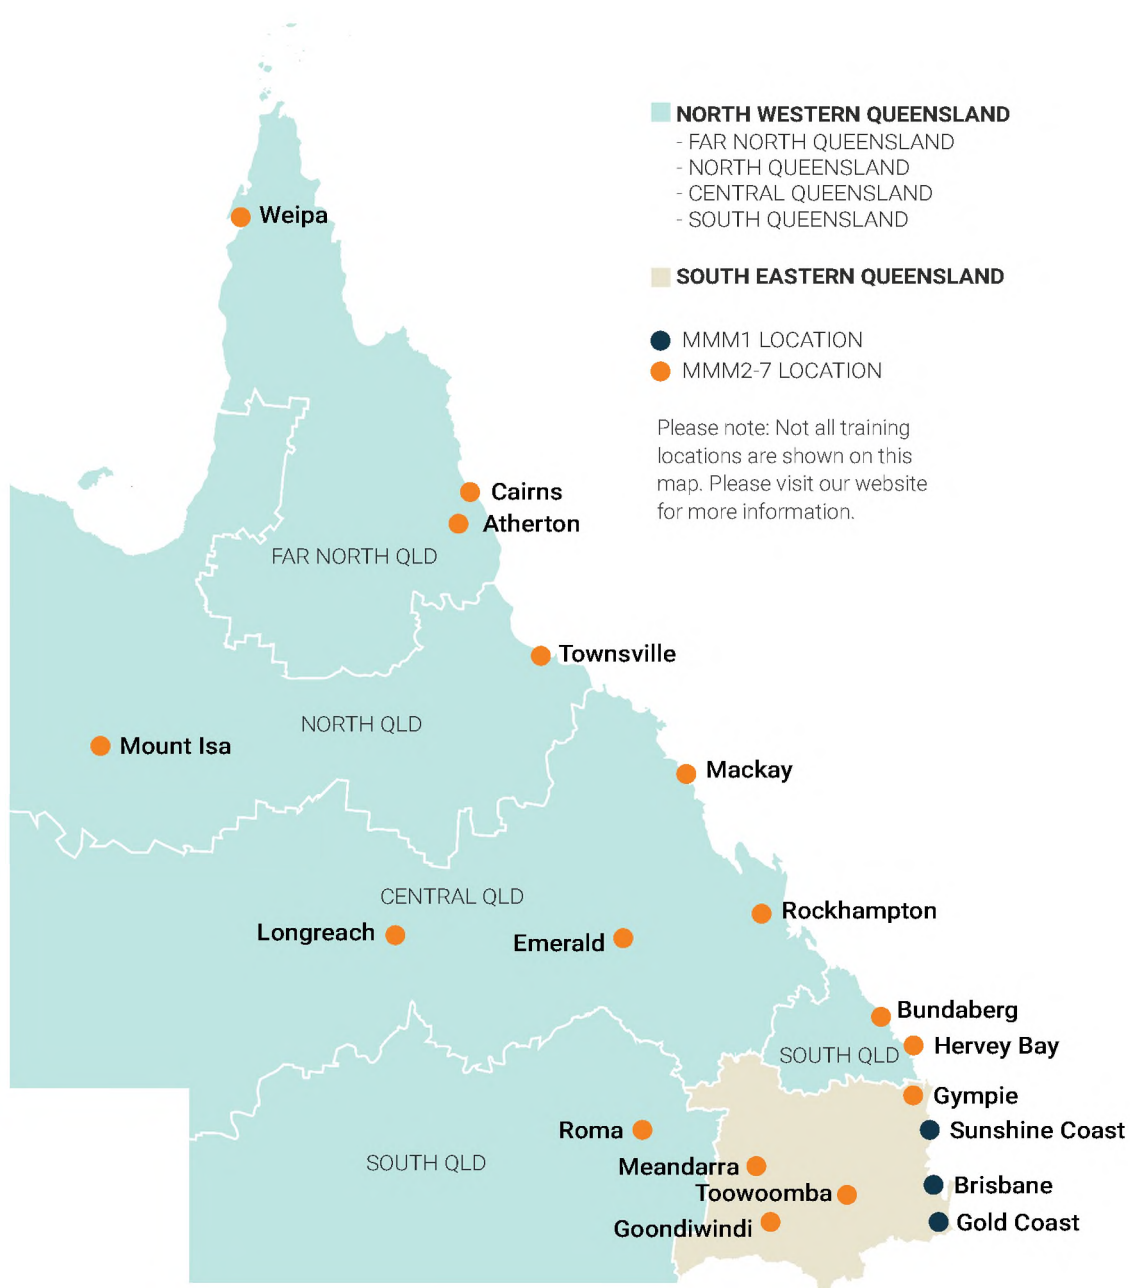 NORTH WESTERN QUEENSLAND
- FAR NORTH QUEENSLAND
- NORTH QUEENSLAND
- CENTRAL QUEENSLAND
- SOUTH QUEENSLAND
SOUTH EASTERN QUEENSLAND
MMM1 LOCATION
MMM2-7 LOCATION
Please note: Not all training
locations are shown on this
map. Please visit our website
for more information.
Weipa
Cairns
Atherton
FAR NORTH QLD
Townsville
NORTH QLD
Mount Isa
Mackay
CENTRAL QLD
Longreach
Emerald
Rockhampton
Bundaberg
Hervey Bay
SOUTH QLD
Gympie
Roma
Sunshine Coast
SOUTH QLD
Meandarra
Toowoomba
Brisbane
Goondiwindi
Gold Coast